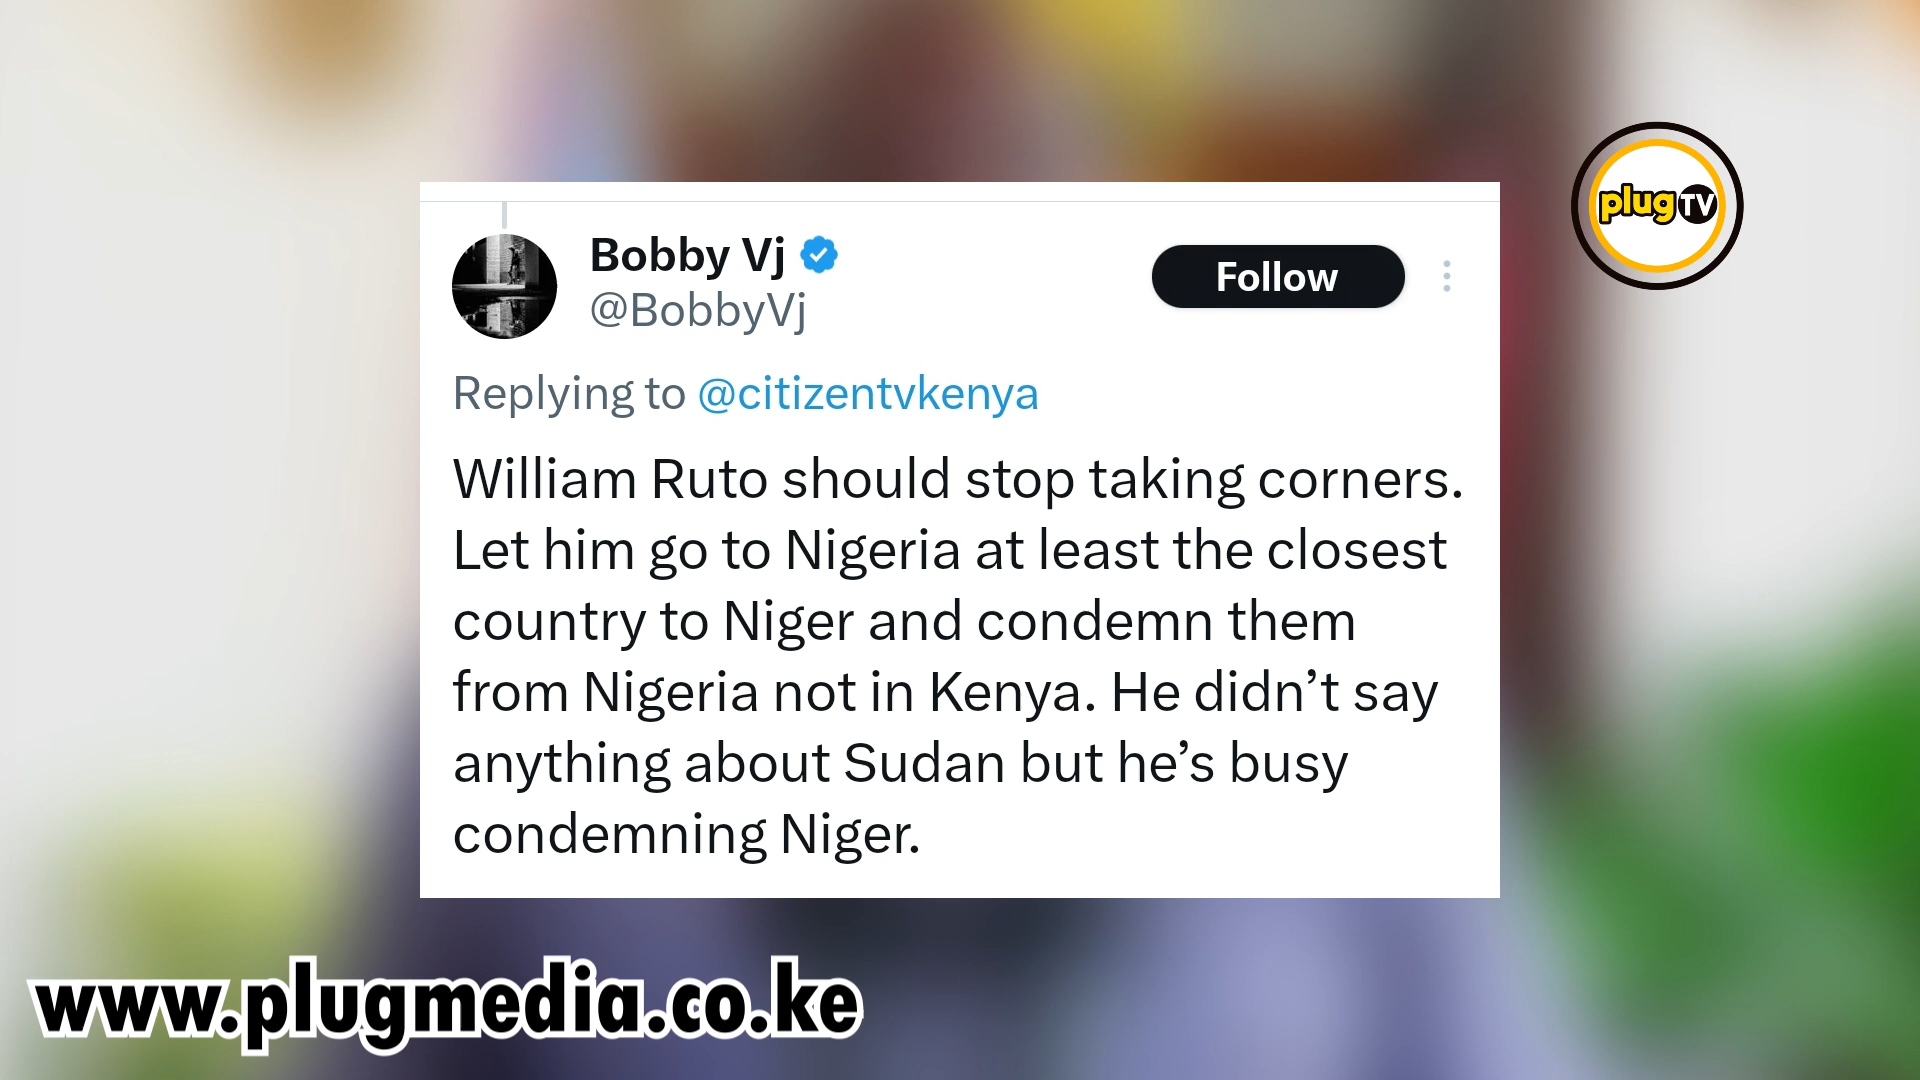 plug TV
Bobby Vj
@BobbyVj
Follow
Replying to @citizentvkenya
William Ruto should stop taking corners.
Let him go to Nigeria at least the closest
country to Niger and condemn them
from Nigeria not in Kenya. He didn’t say
anything about Sudan but he’s busy
condemning Niger.
www.plugmedia.co.ke